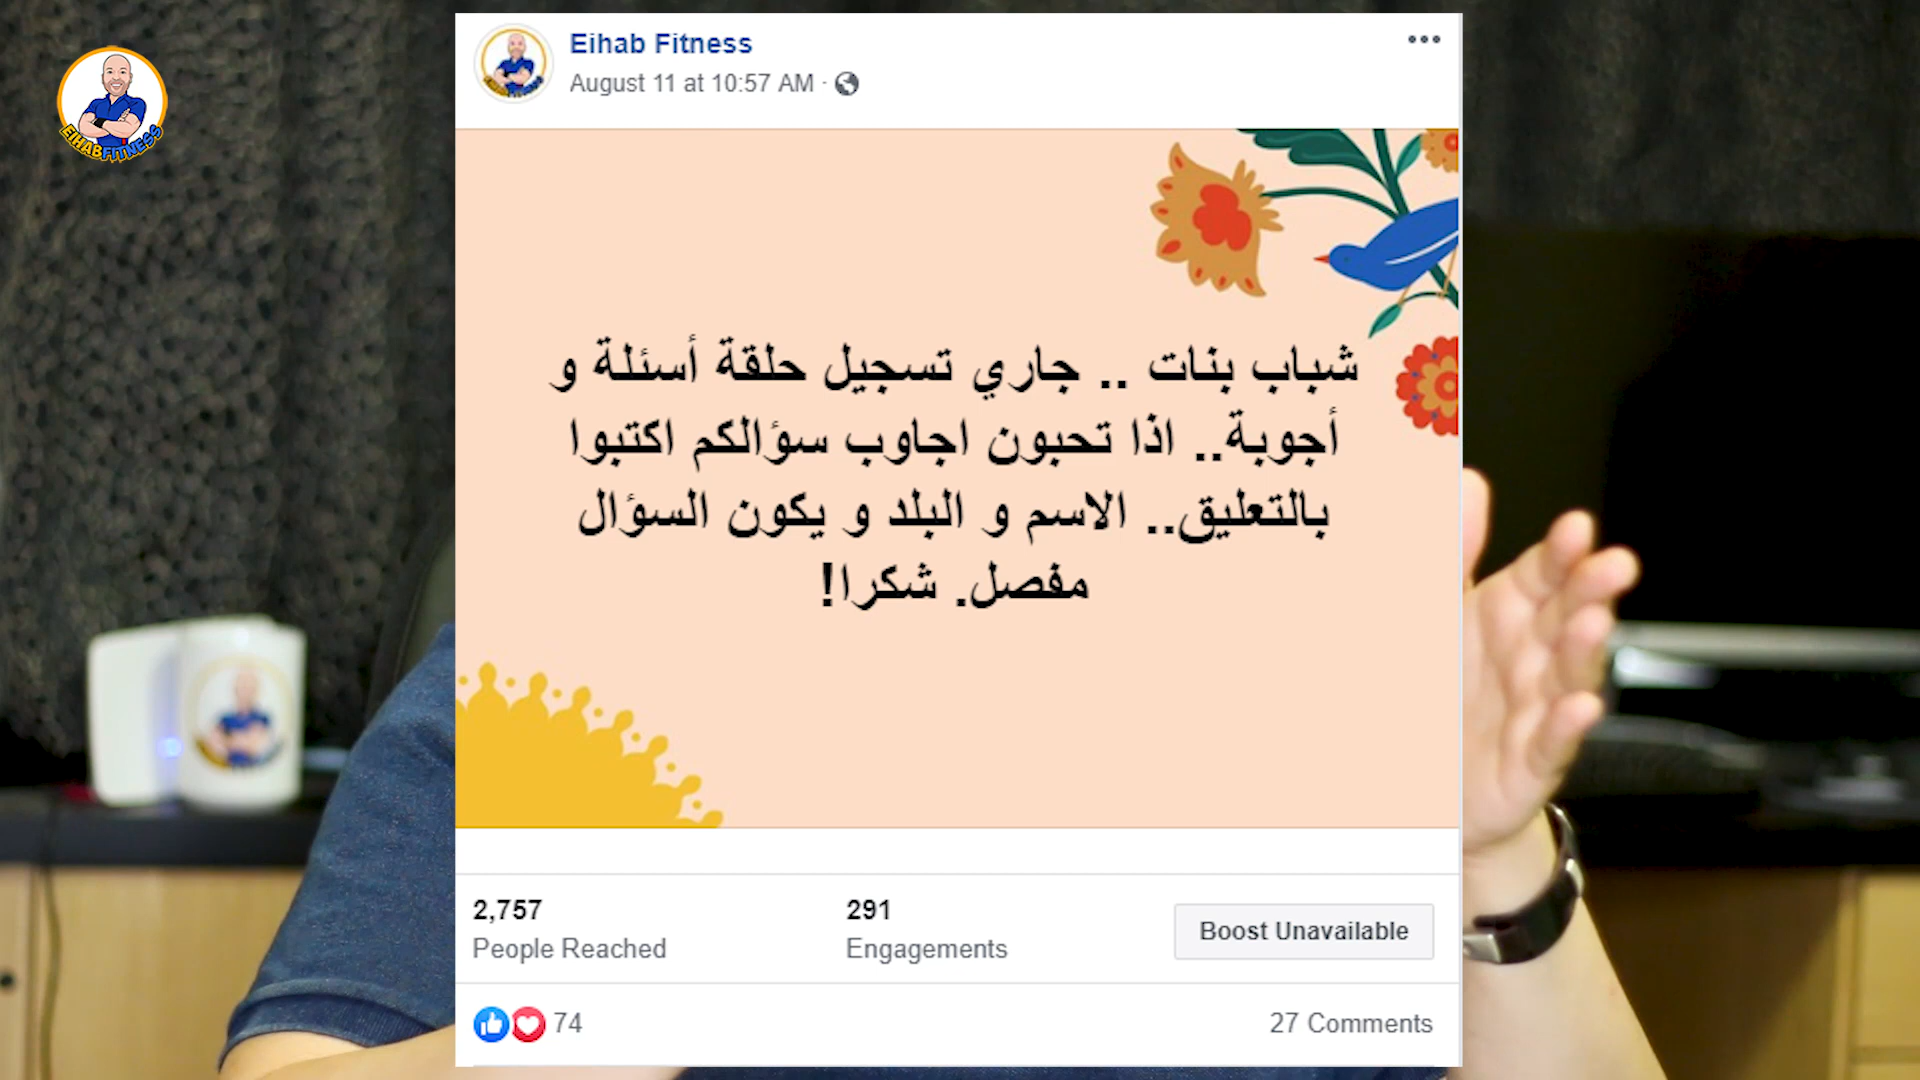 EIHABFITNESS
Eihab Fitness
August 11 at 10:57 AM ·
شباب بنات .. جاري تسجيل حلقة أسئلة و
أجوبة.. اذا تحبون اجاوب سؤالكم اكتبوا
بالتعليق.. الاسم و البلد و يكون السؤال
مفصل. شكرا!
2,757
People Reached
291
Engagements
Boost Unavailable
74
27 Comments